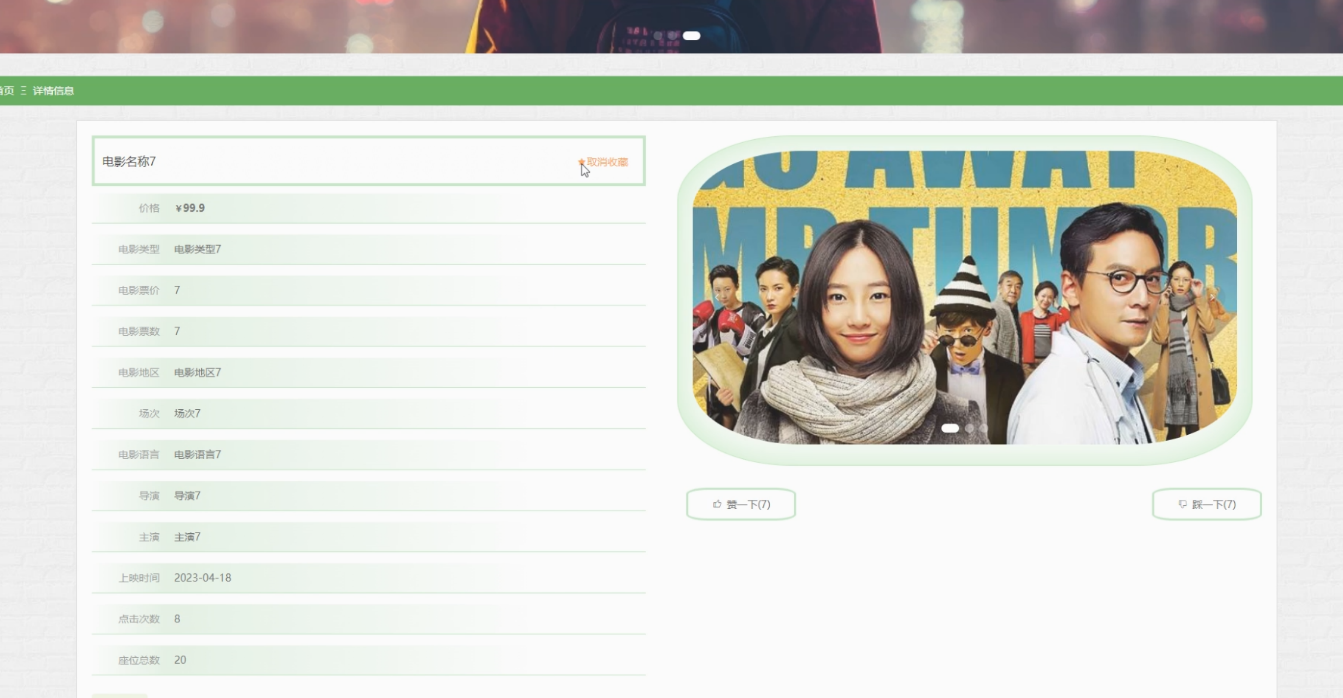 详情信息
电影名称7
取消收藏
价格 ¥99.9
电影类型 电影类型7
电影票价 7
电影票数 7
电影地区 电影地区7
场次 场次7
电影语言 电影语言7
导演 导演7
主演 主演7
上映时间 2023-04-18
点击次数 8
座位总数 20
GO AWAY
MR TUMOR
赞一下(7)
踩一下(7)